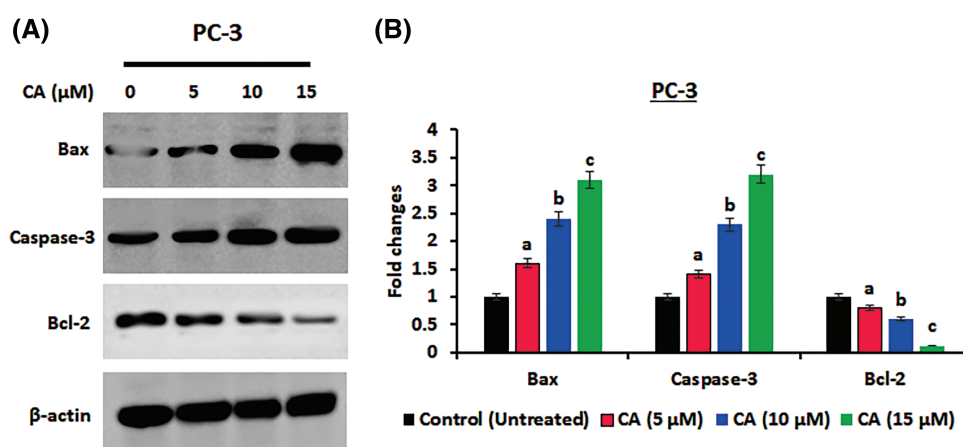 (A)
PC-3
CA (μM) 0 5 10 15
Bax
Caspase-3
Bcl-2
β-actin
(B)
PC-3
Fold changes
4
3.5
3
2.5
2
1.5
1
0.5
0
a b c
a b c
a b c
Bax Caspase-3 Bcl-2
Control (Untreated) CA (5 μM) CA (10 μM) CA (15 μM)